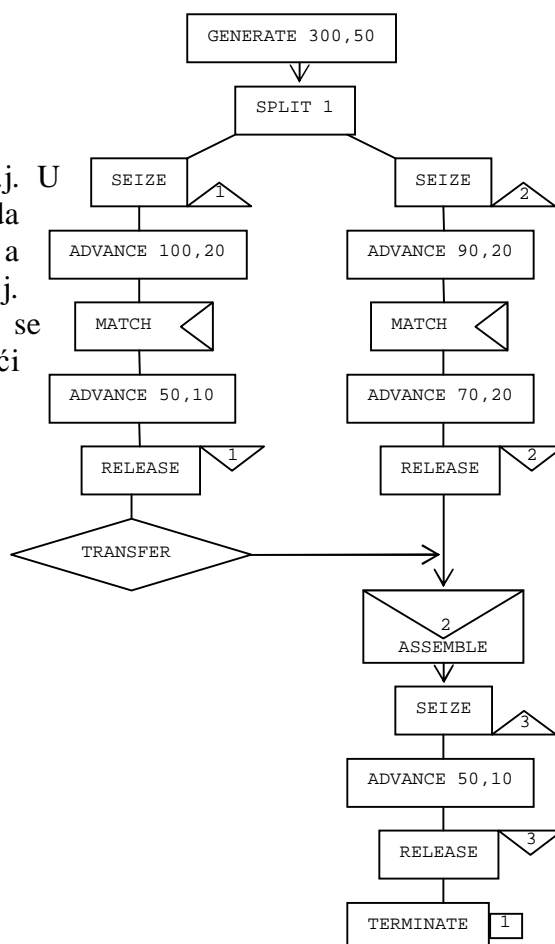 GENERATE 300,50
SPLIT 1
j. U
a
j.
se
ći
SEIZE
1
ADVANCE 100,20
MATCH
ADVANCE 50,10
RELEASE
1
TRANSFER
SEIZE
2
ADVANCE 90,20
MATCH
ADVANCE 70,20
RELEASE
2
2
ASSEMBLE
SEIZE
3
ADVANCE 50,10
RELEASE
3
TERMINATE
1